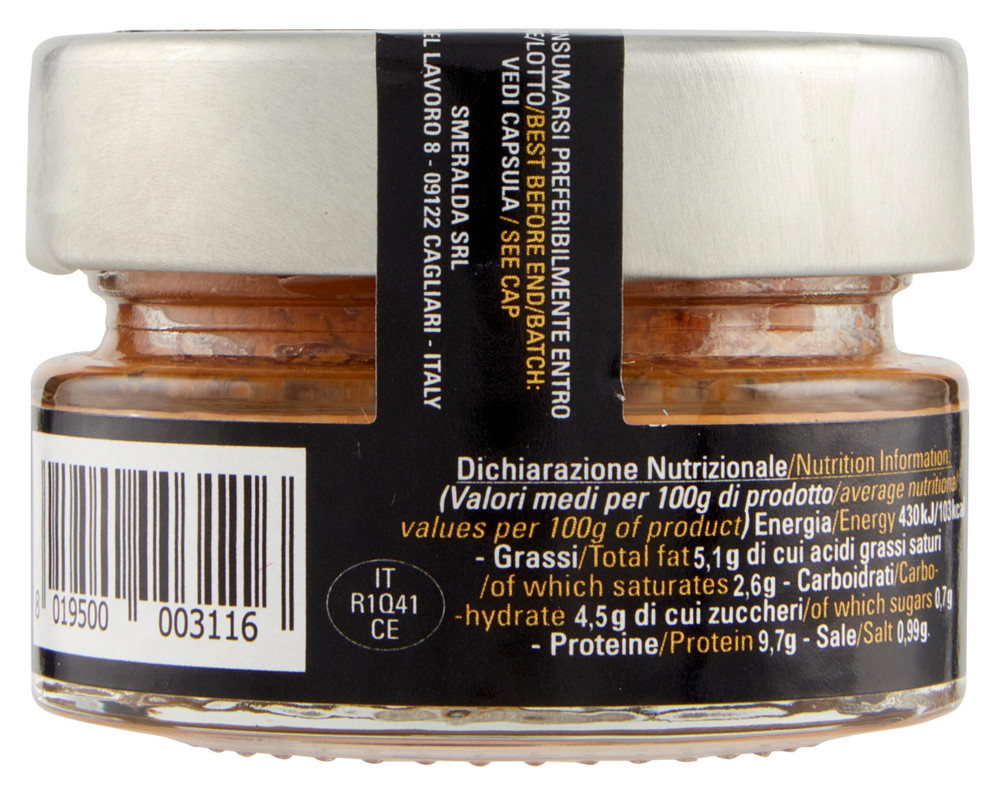 NSUMARSI PREFERIBILMENTE ENTRO
E/LOTTO/BEST BEFORE END/BATCH:
VEDI CAPSULA / SEE CAP
SMERALDA SRL
EL LAVORO 8 - 09122 CAGLIARI - ITALY
8 019500 003116
IT
R1Q41
CE
Dichiarazione Nutrizionale/Nutrition Information:
(Valori medi per 100g di prodotto/average nutritional
values per 100g of product) Energia/Energy 430kJ/103kcal
- Grassi/Total fat 5,1g di cui acidi grassi saturi
/of which saturates 2,6g - Carboidrati/Carbo-
-hydrate 4,5g di cui zuccheri/of which sugars 0,7g
- Proteine/Protein 9,7g - Sale/Salt 0,99g.